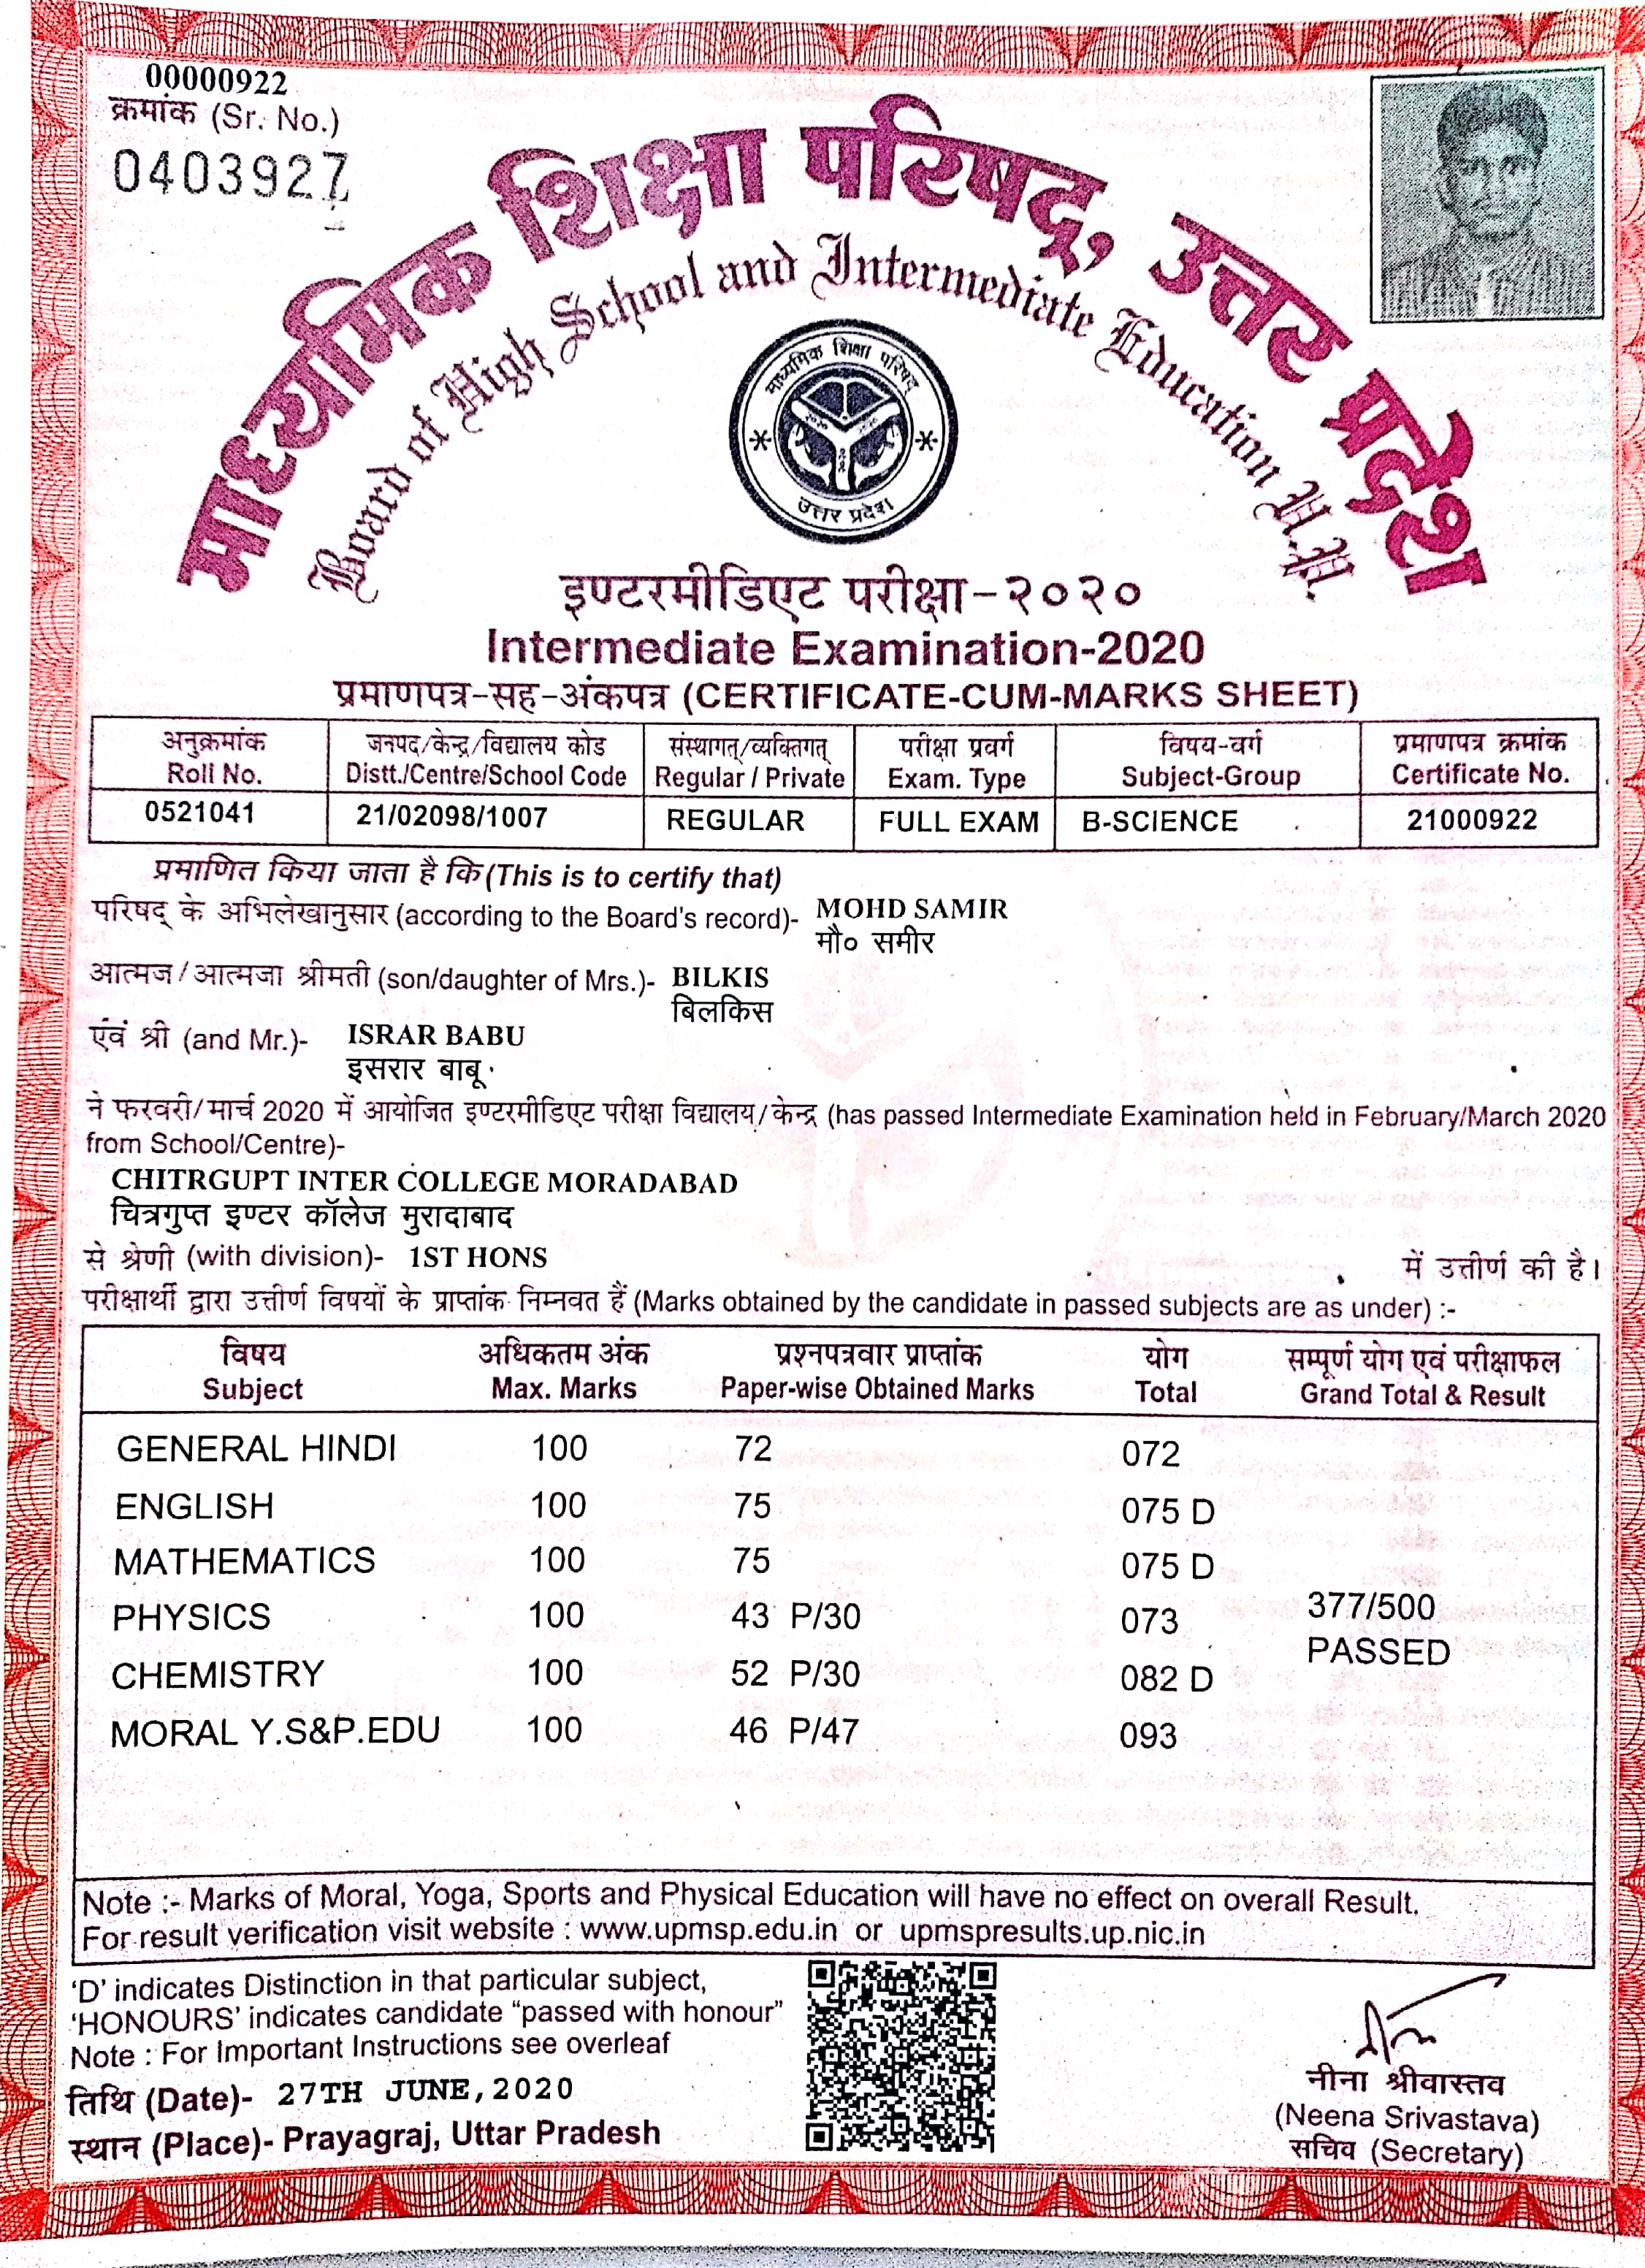 00000922
क्रमांक (Sr. No.)
0403927
माध्यमिक शिक्षा परिषद्, उत्तर प्रदेश
Board of High School and Intermediate Education U.P.
माध्यमिक शिक्षा परिषद्
उत्तर प्रदेश
इण्टरमीडिएट परीक्षा-२०२०
Intermediate Examination-2020
प्रमाणपत्र-सह-अंकपत्र (CERTIFICATE-CUM-MARKS SHEET)
अनुक्रमांक जनपद/केन्द्र/विद्यालय कोड संस्थागत्/व्यक्तिगत् परीक्षा प्रवर्ग विषय-वर्ग प्रमाणपत्र क्रमांक
Roll No. Distt./Centre/School Code Regular / Private Exam. Type Subject-Group Certificate No.
0521041 21/02098/1007 REGULAR FULL EXAM B-SCIENCE 21000922
प्रमाणित किया जाता है कि (This is to certify that)
परिषद् के अभिलेखानुसार (according to the Board's record)- MOHD SAMIR
मौ० समीर
आत्मज/आत्मजा श्रीमती (son/daughter of Mrs.)- BILKIS
बिलकिस
एवं श्री (and Mr.)- ISRAR BABU
इसरार बाबू
ने फरवरी/मार्च 2020 में आयोजित इण्टरमीडिएट परीक्षा विद्यालय/केन्द्र (has passed Intermediate Examination held in February/March 2020
from School/Centre)-
CHITRGUPT INTER COLLEGE MORADABAD
चित्रगुप्त इण्टर कॉलेज मुरादाबाद
से श्रेणी (with division)- 1ST HONS में उत्तीर्ण की है।
परीक्षार्थी द्वारा उत्तीर्ण विषयों के प्राप्तांक निम्नवत हैं (Marks obtained by the candidate in passed subjects are as under) :-
विषय अधिकतम अंक प्रश्नपत्रवार प्राप्तांक योग सम्पूर्ण योग एवं परीक्षाफल
Subject Max. Marks Paper-wise Obtained Marks Total Grand Total & Result
GENERAL HINDI 100 72 072
ENGLISH 100 75 075 D
MATHEMATICS 100 75 075 D
PHYSICS 100 43 P/30 073 377/500
PASSED
CHEMISTRY 100 52 P/30 082 D
MORAL Y.S&P.EDU 100 46 P/47 093
Note :- Marks of Moral, Yoga, Sports and Physical Education will have no effect on overall Result.
For result verification visit website : www.upmsp.edu.in or upmspresults.up.nic.in
'D' indicates Distinction in that particular subject,
'HONOURS' indicates candidate "passed with honour"
Note : For Important Instructions see overleaf
तिथि (Date)- 27TH JUNE, 2020
स्थान (Place)- Prayagraj, Uttar Pradesh
नीना श्रीवास्तव
(Neena Srivastava)
सचिव (Secretary)